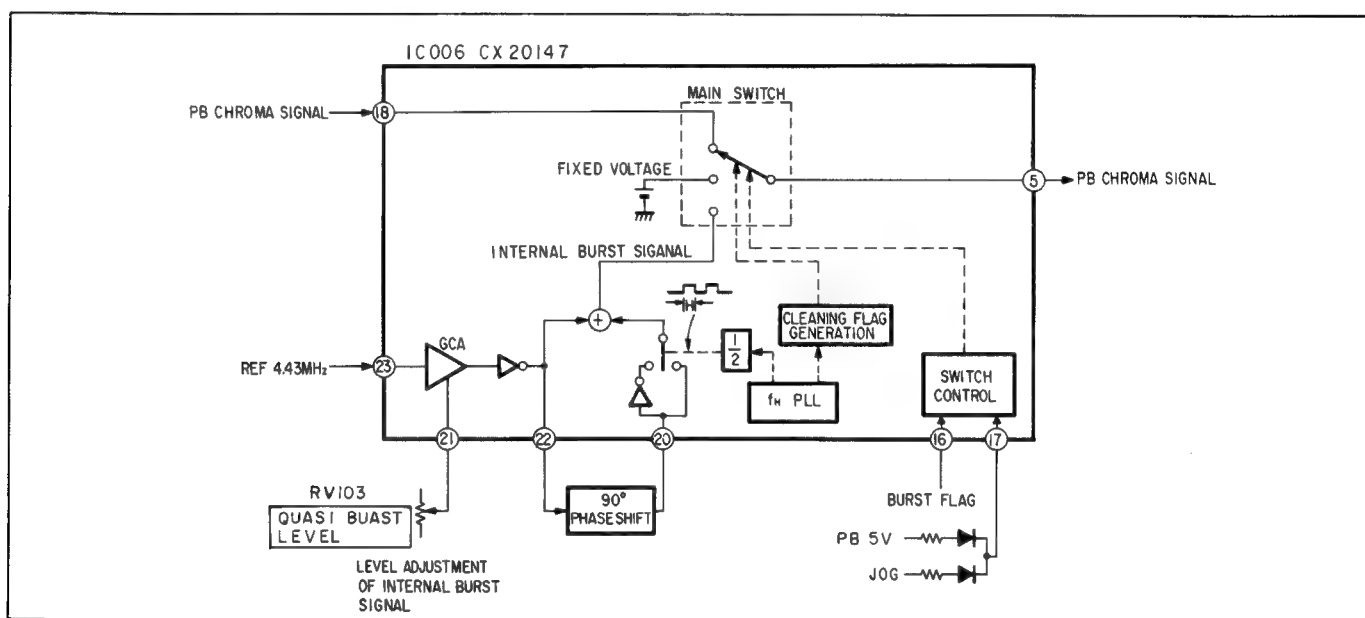 IC006 CX20147
MAIN SWITCH
PB CHROMA SIGNAL
18
FIXED VOLTAGE
5
PB CHROMA SIGNAL
INTERNAL BURST SIGANAL
H
CLEANING FLAG
GENERATION
+
GCA
1/2
REF 4.43MHz
23
fH PLL
SWITCH
CONTROL
21
22
20
16
17
RV103
QUASI BUAST
LEVEL
90°
PHASE SHIFT
BURST FLAG
PB 5V
JOG
LEVEL ADJUSTMENT
OF INTERNAL BURST
SIGNAL